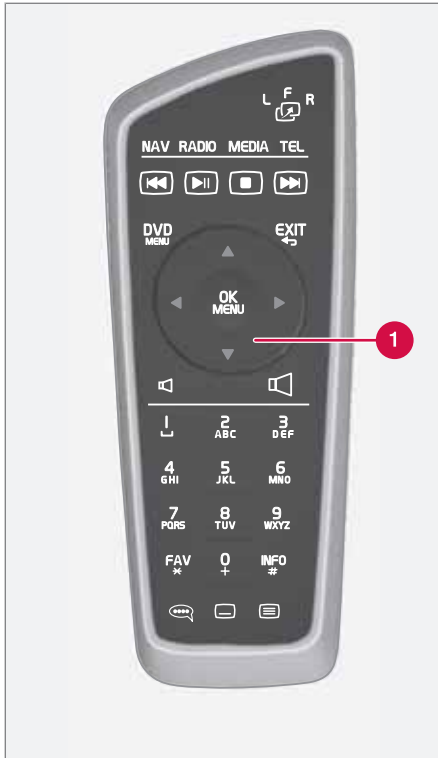 L F R
NAV RADIO MEDIA TEL
DVD EXIT
MENU
OK
MENU
1
1 2 3
ABC DEF
4 5 6
GHI JKL MNO
7 8 9
PQRS TUV WXYZ
FAV 0 INFO
* + #